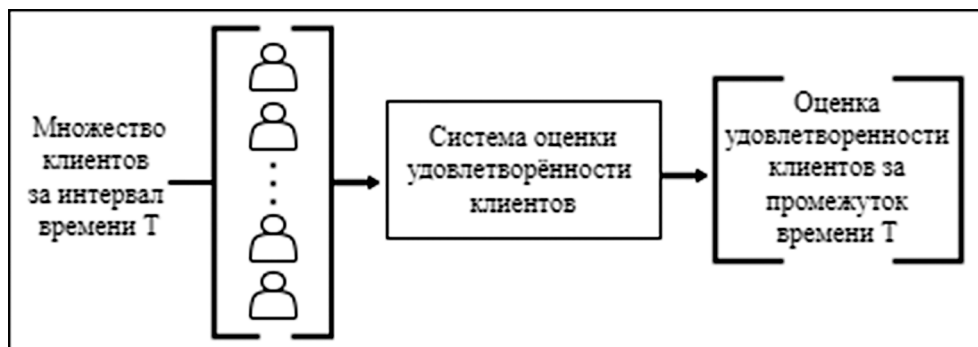 Множество
клиентов
за интервал
времени Т
Система оценки
удовлетворённости
клиентов
Оценка
удовлетворенности
клиентов за
промежуток
времени Т